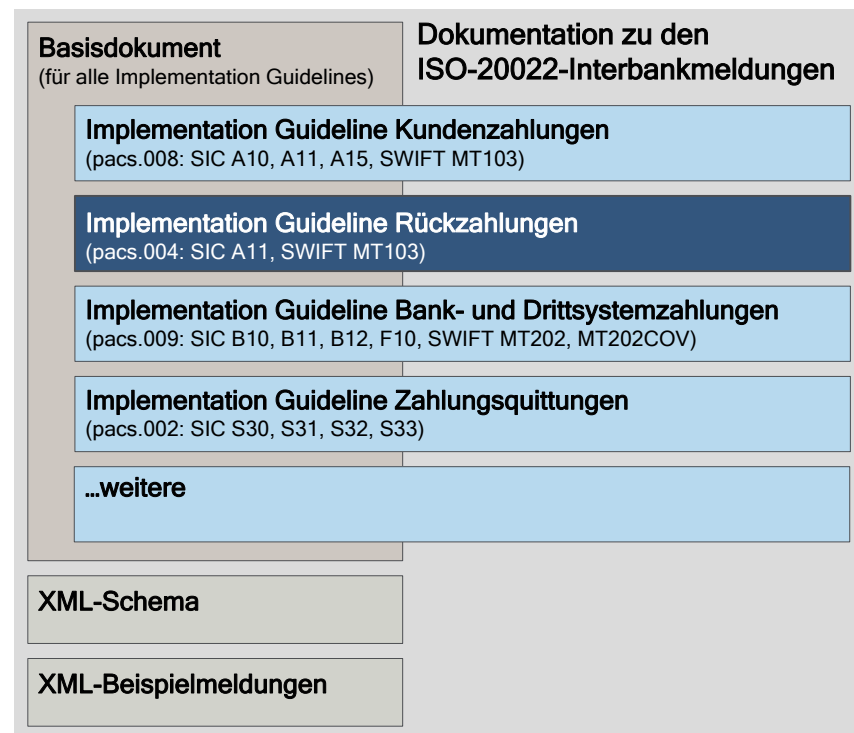 Basisdokument
(für alle Implementation Guidelines)
Dokumentation zu den
ISO-20022-Interbankmeldungen
Implementation Guideline Kundenzahlungen
(pacs.008: SIC A10, A11, A15, SWIFT MT103)
Implementation Guideline Rückzahlungen
(pacs.004: SIC A11, SWIFT MT103)
Implementation Guideline Bank- und Drittsystemzahlungen
(pacs.009: SIC B10, B11, B12, F10, SWIFT MT202, MT202COV)
Implementation Guideline Zahlungsquittungen
(pacs.002: SIC S30, S31, S32, S33)
...weitere
XML-Schema
XML-Beispielmeldungen